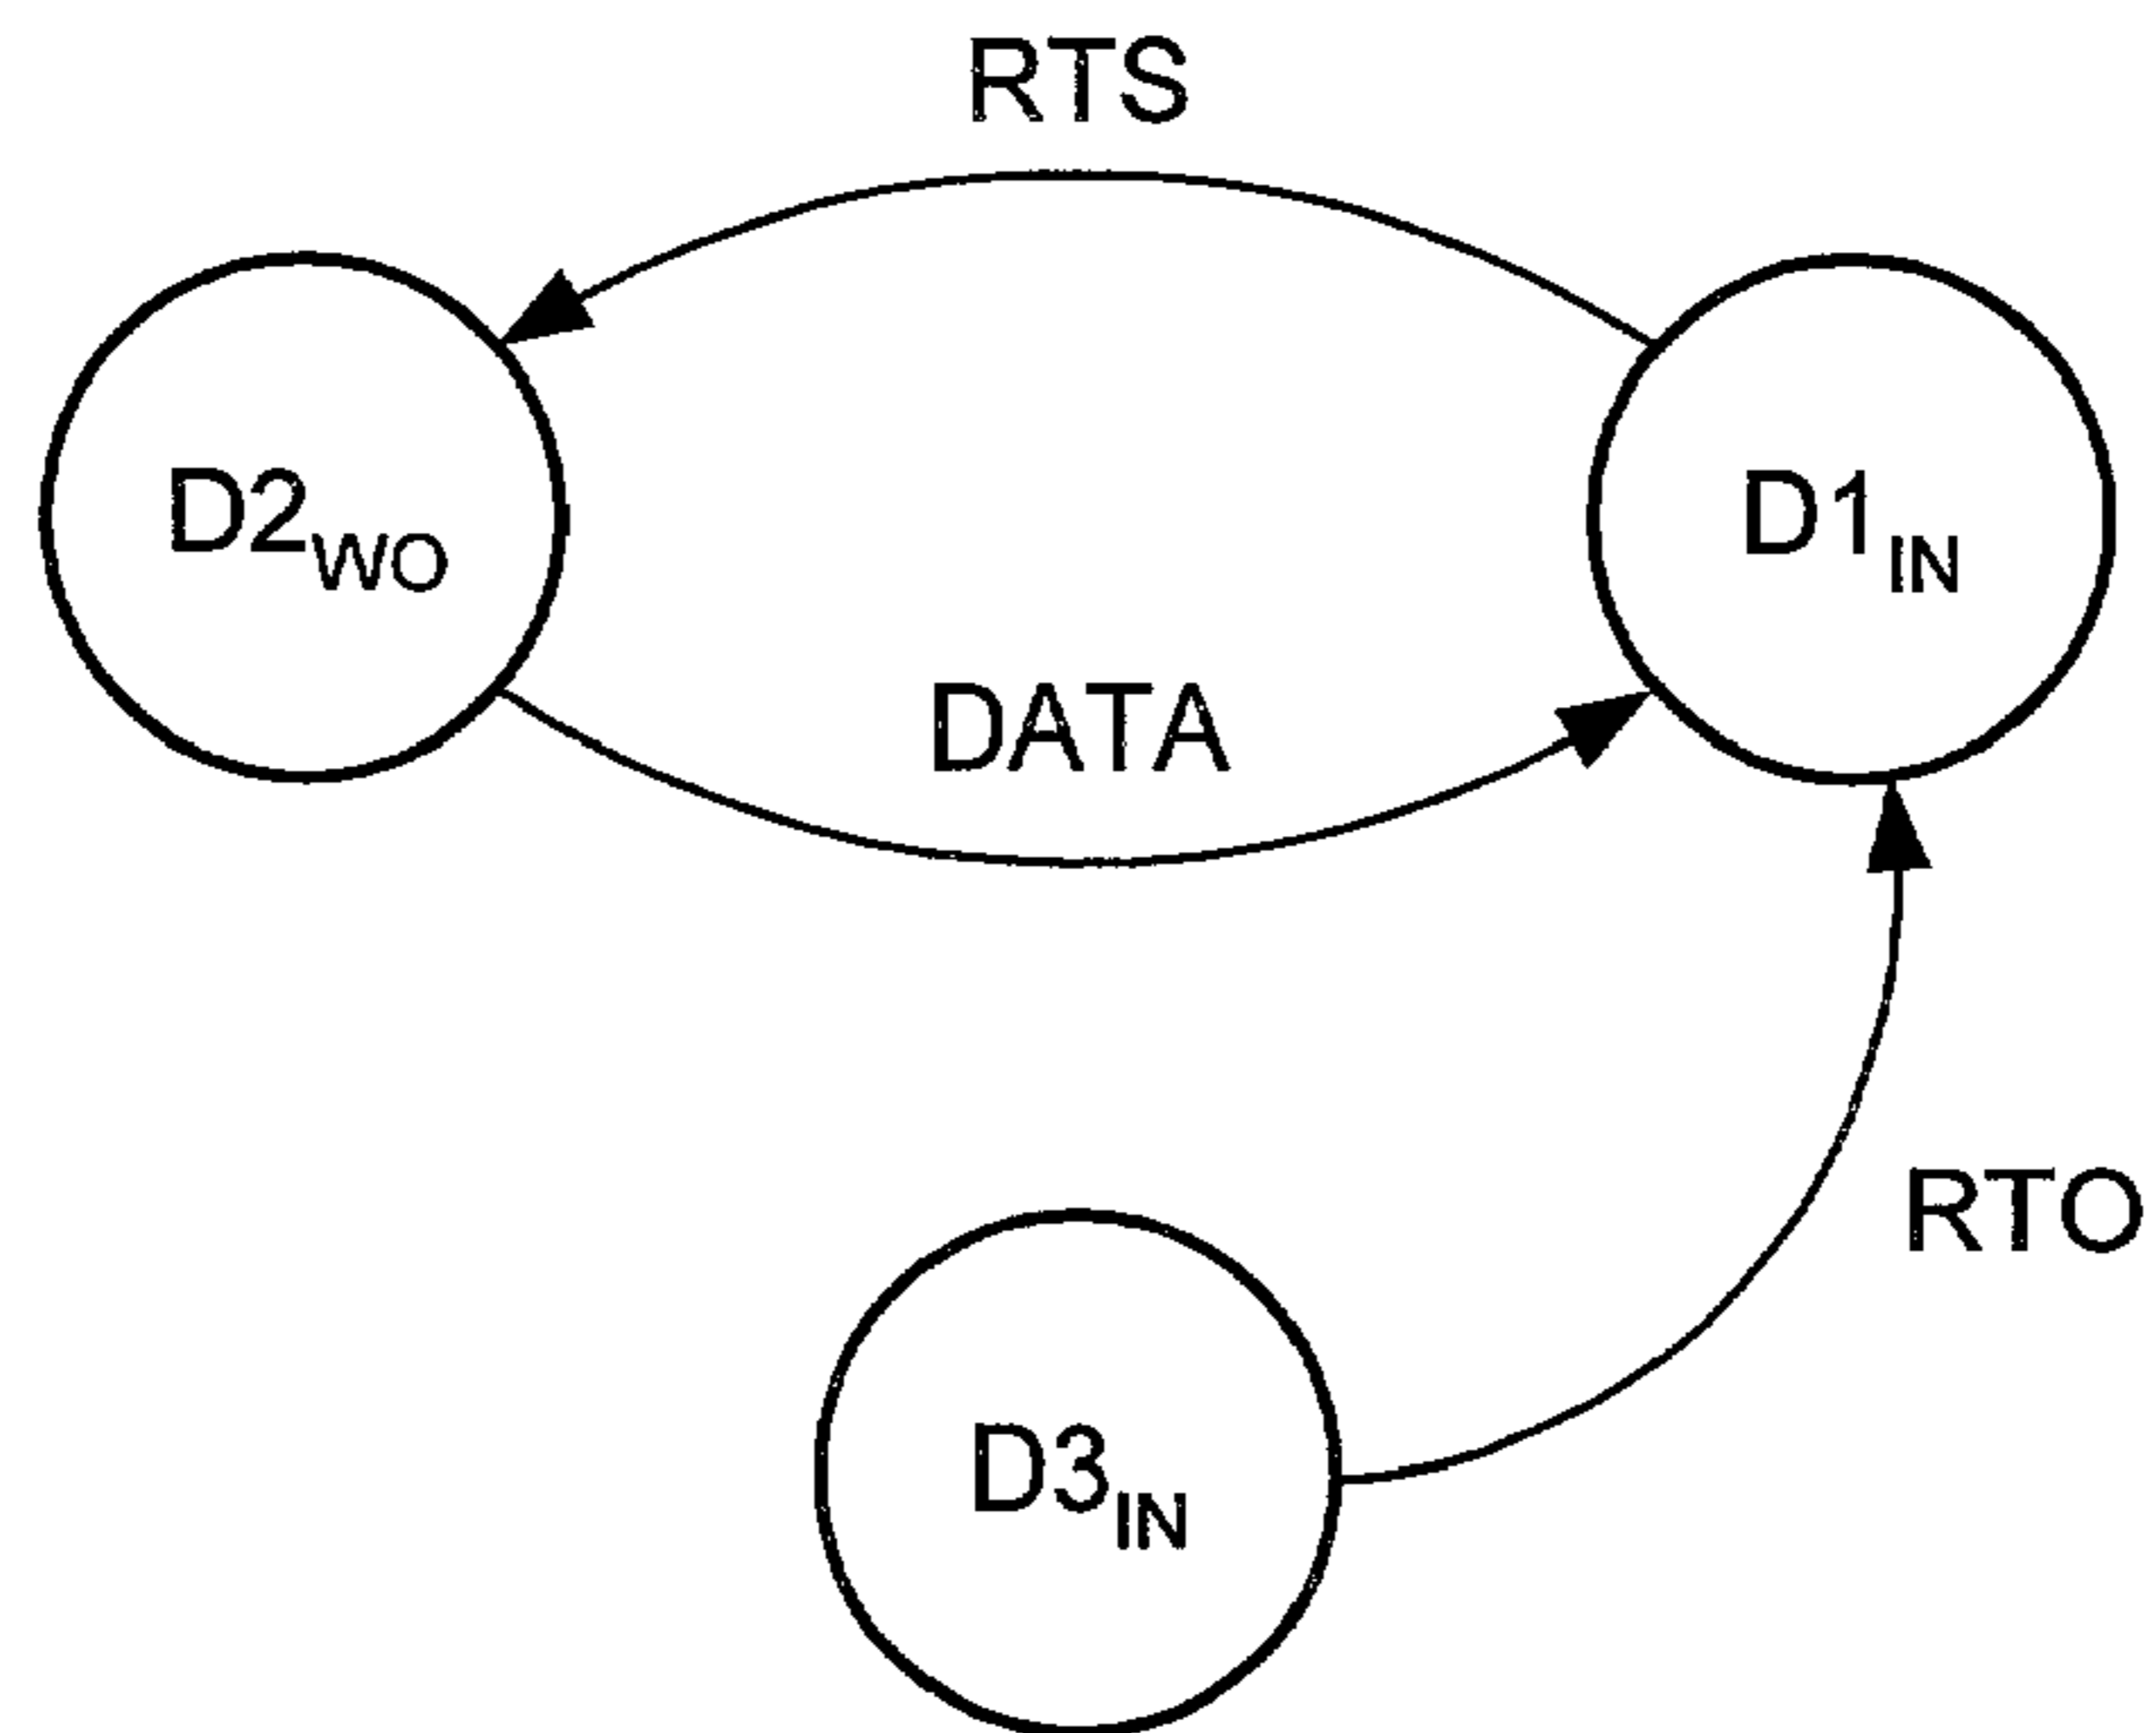 RTS
D2WO
D1IN
DATA
RTO
D3IN